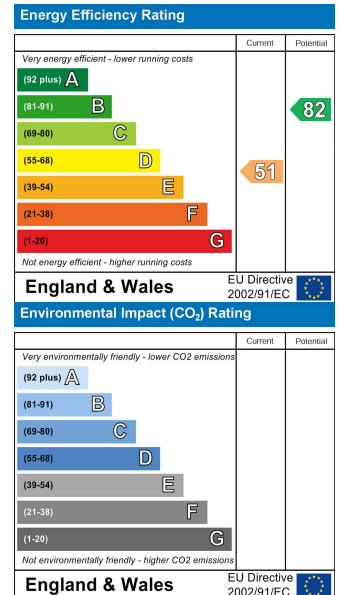 Energy Efficiency Rating
Current Potential
Very energy efficient - lower running costs
(92 plus) A
(81-91) B
82
(69-80) C
(55-68) D
51
(39-54) E
(21-38) F
(1-20) G
Not energy efficient - higher running costs
England & Wales
EU Directive
2002/91/EC
Environmental Impact (CO₂) Rating
Current Potential
Very environmentally friendly - lower CO2 emissions
(92 plus) A
(81-91) B
(69-80) C
(55-68) D
(39-54) E
(21-38) F
(1-20) G
Not environmentally friendly - higher CO2 emissions
England & Wales
EU Directive
2002/91/EC